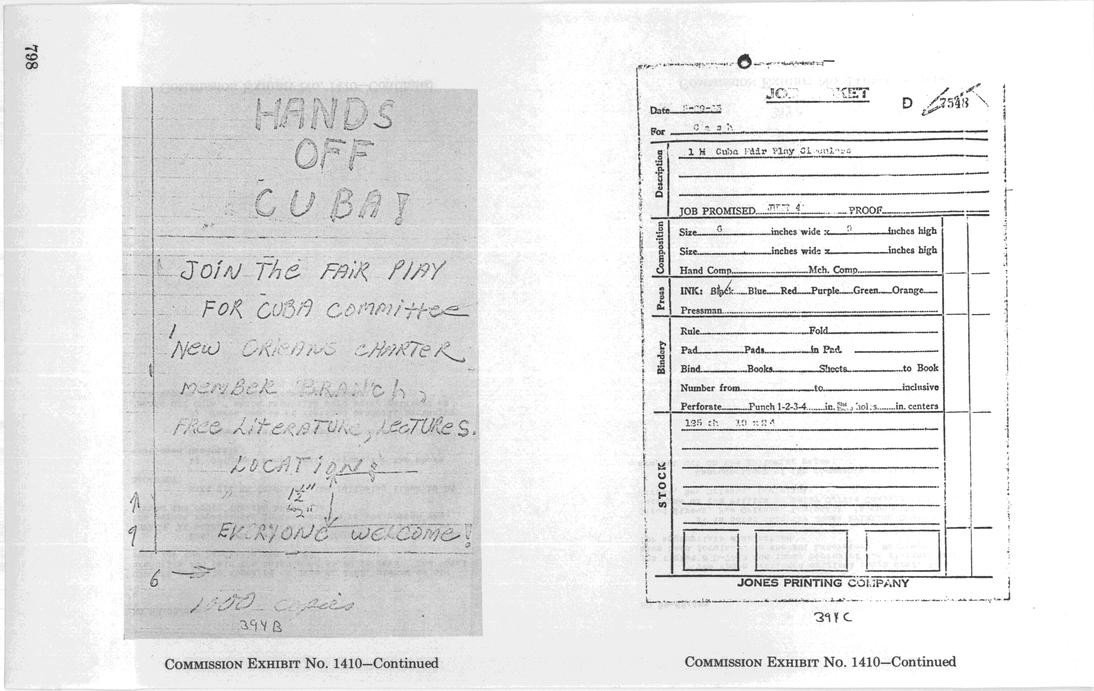 798
HANDS
OFF
CUBA!
JOIN The FAIR PLAY
FOR CUBA committee
NEW ORLEANS CHARTER
member BRANCH,
FREE LITERATURE, LECTURES.
LOCATION:
1½"
EVERYONE WELCOME!
9
6
1000 copies
394B
COMMISSION EXHIBIT No. 1410—Continued
JOB TICKET
Date
D 7548
For Cash
Description
1 M Cuba Fair Play Circulars
JOB PROMISED PROOF
Composition
Size 6 inches wide x 9 inches high
Size inches wide x inches high
Hand Comp. Mch. Comp.
Press
INK: Black Blue Red Purple Green Orange
Pressman
Bindery
Rule Fold
Pad Pads in Pad
Bind Books Sheets to Book
Number from to inclusive
Perforate Punch 1-2-3-4 in. holes in. centers
STOCK
JONES PRINTING COMPANY
394C
COMMISSION EXHIBIT No. 1410—Continued